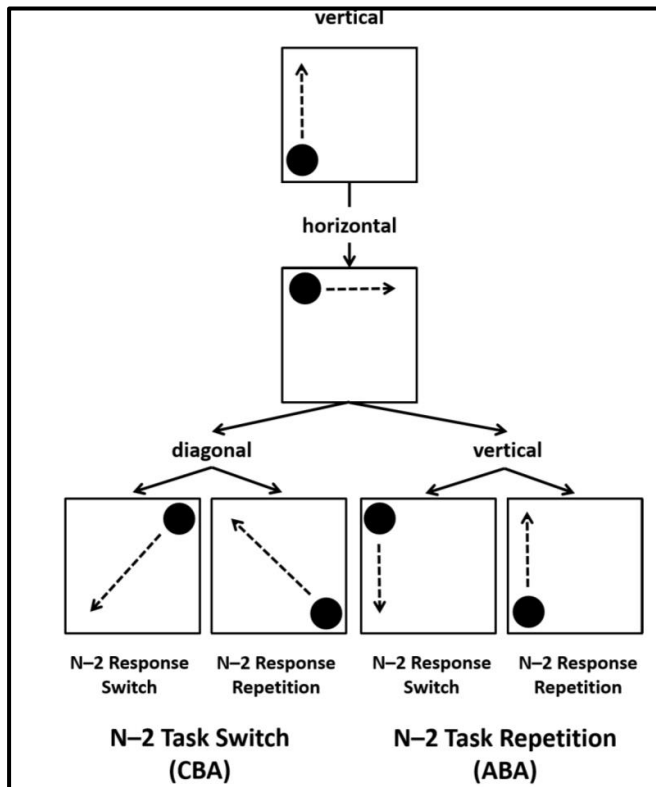 vertical
horizontal
diagonal
vertical
N–2 Response
Switch
N–2 Response
Repetition
N–2 Response
Switch
N–2 Response
Repetition
N–2 Task Switch
(CBA)
N–2 Task Repetition
(ABA)